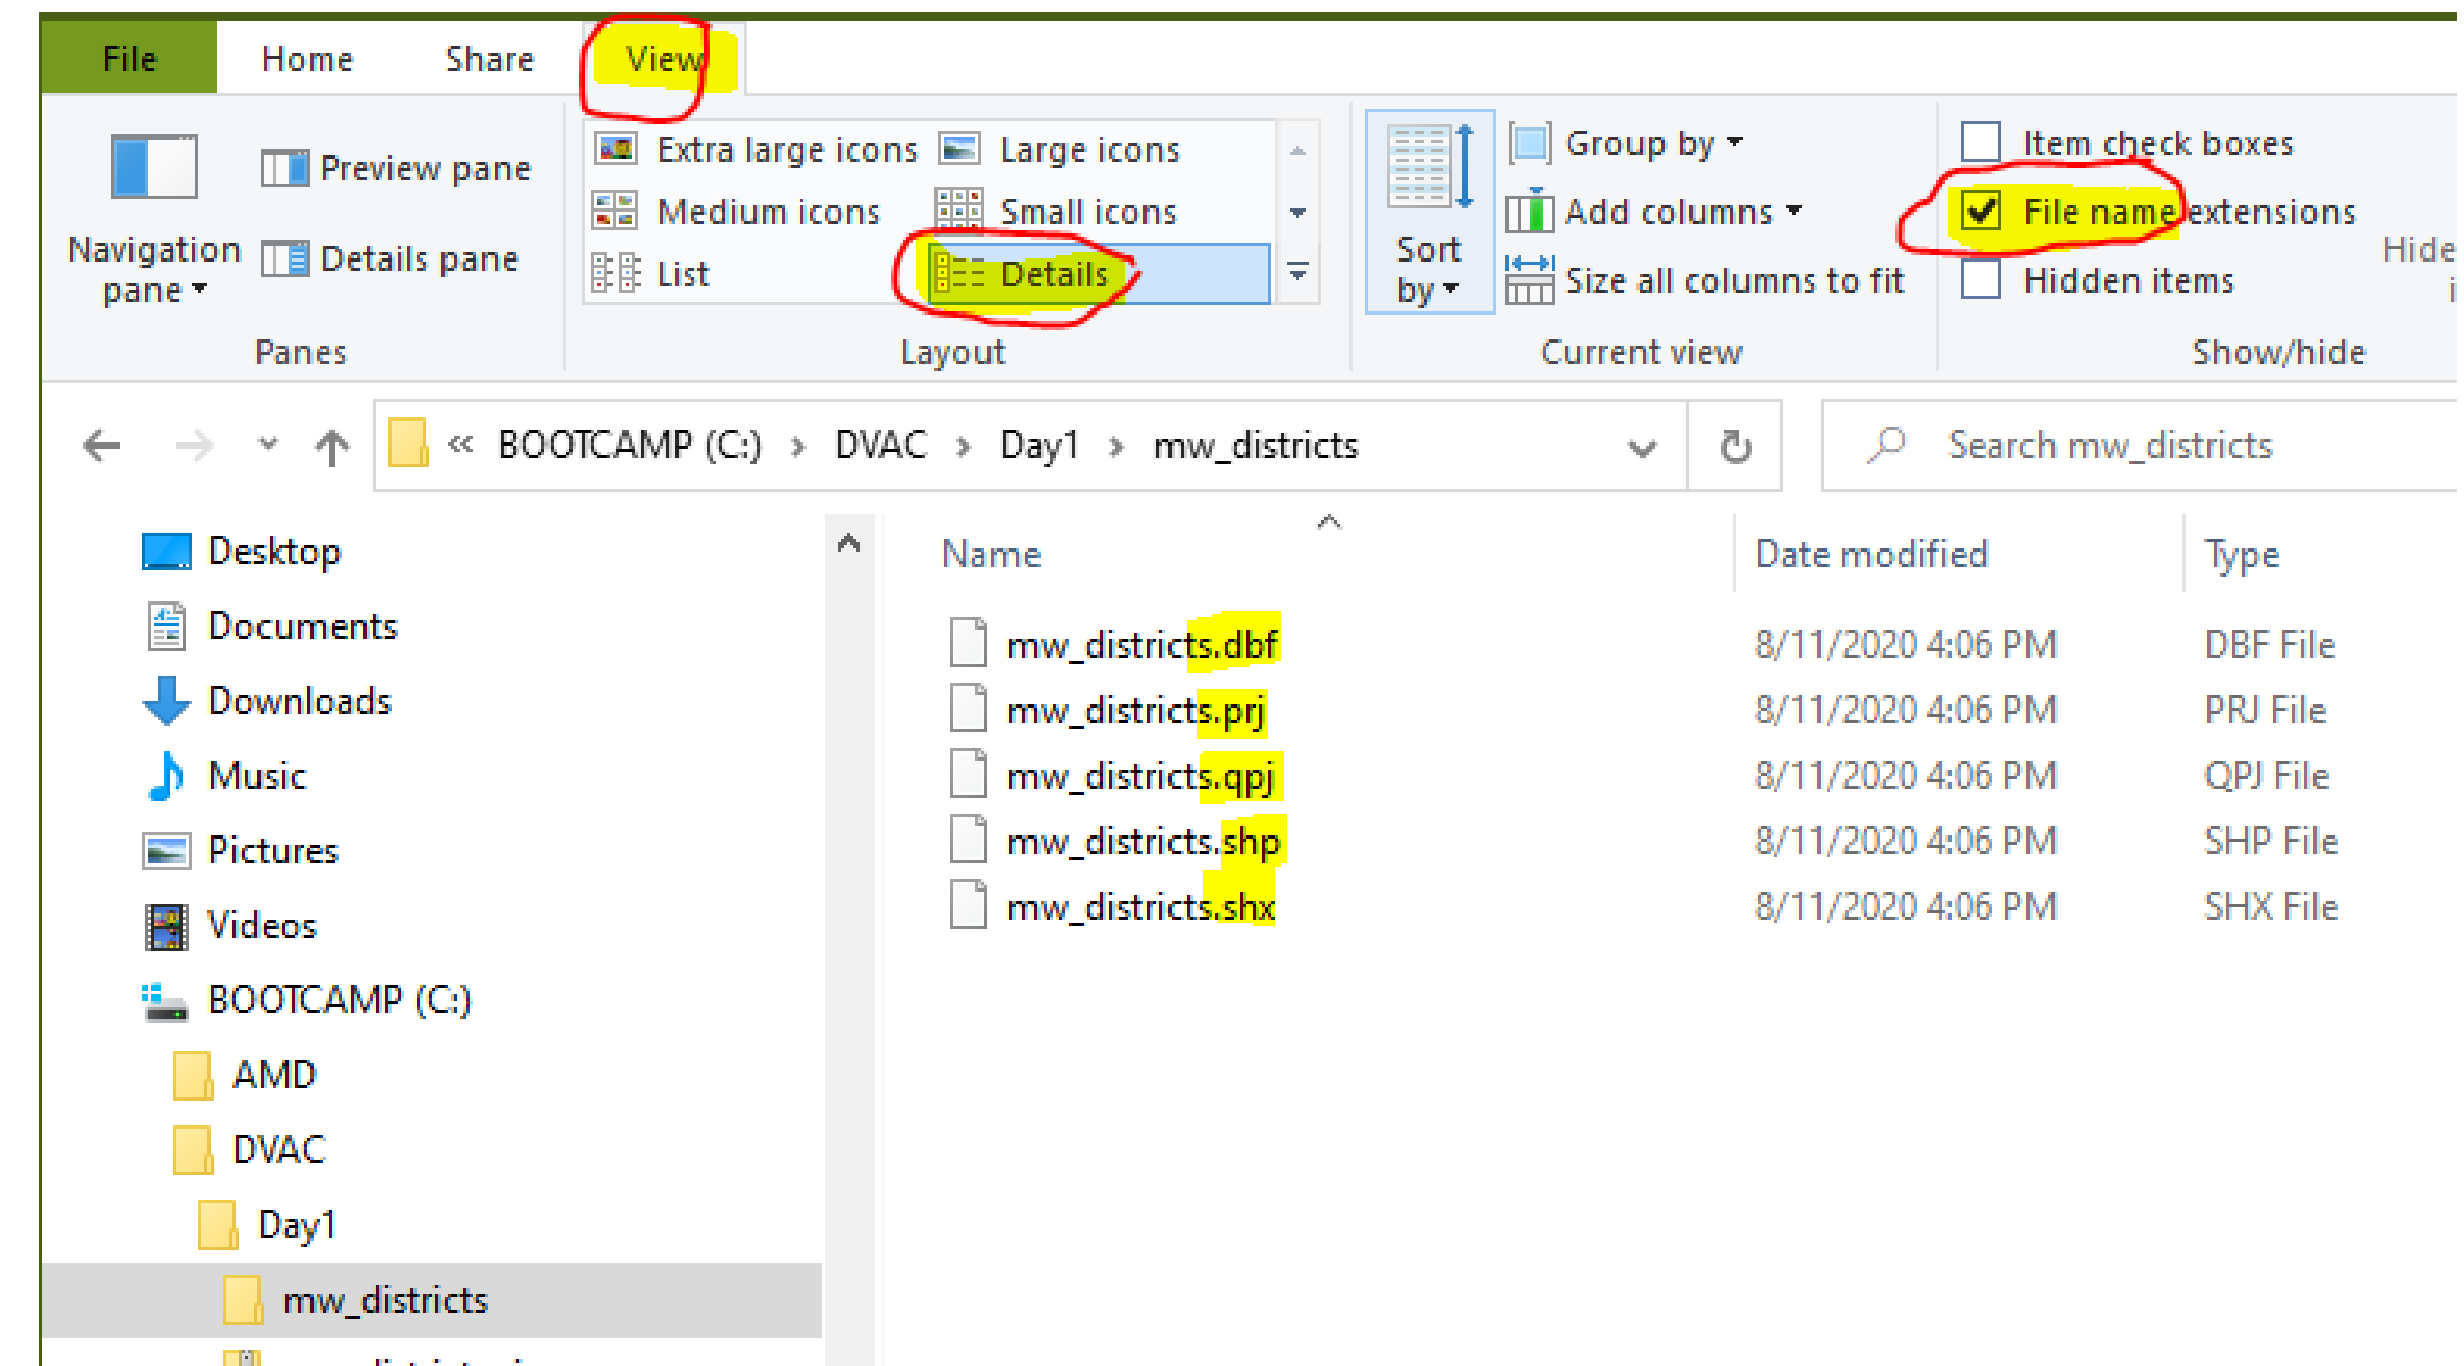 File Home Share View
Extra large icons Large icons Group by Item check boxes
Preview pane Medium icons Small icons Add columns File name extensions
Navigation pane Details pane List Details Sort by Size all columns to fit Hidden items Hide
Panes Layout Current view Show/hide
« BOOTCAMP (C:) › DVAC › Day1 › mw_districts Search mw_districts
Name Date modified Type
Desktop
Documents
Downloads
Music
Pictures
Videos
BOOTCAMP (C:)
AMD
DVAC
Day1
mw_districts
mw_districts.dbf 8/11/2020 4:06 PM DBF File
mw_districts.prj 8/11/2020 4:06 PM PRJ File
mw_districts.qpj 8/11/2020 4:06 PM QPJ File
mw_districts.shp 8/11/2020 4:06 PM SHP File
mw_districts.shx 8/11/2020 4:06 PM SHX File